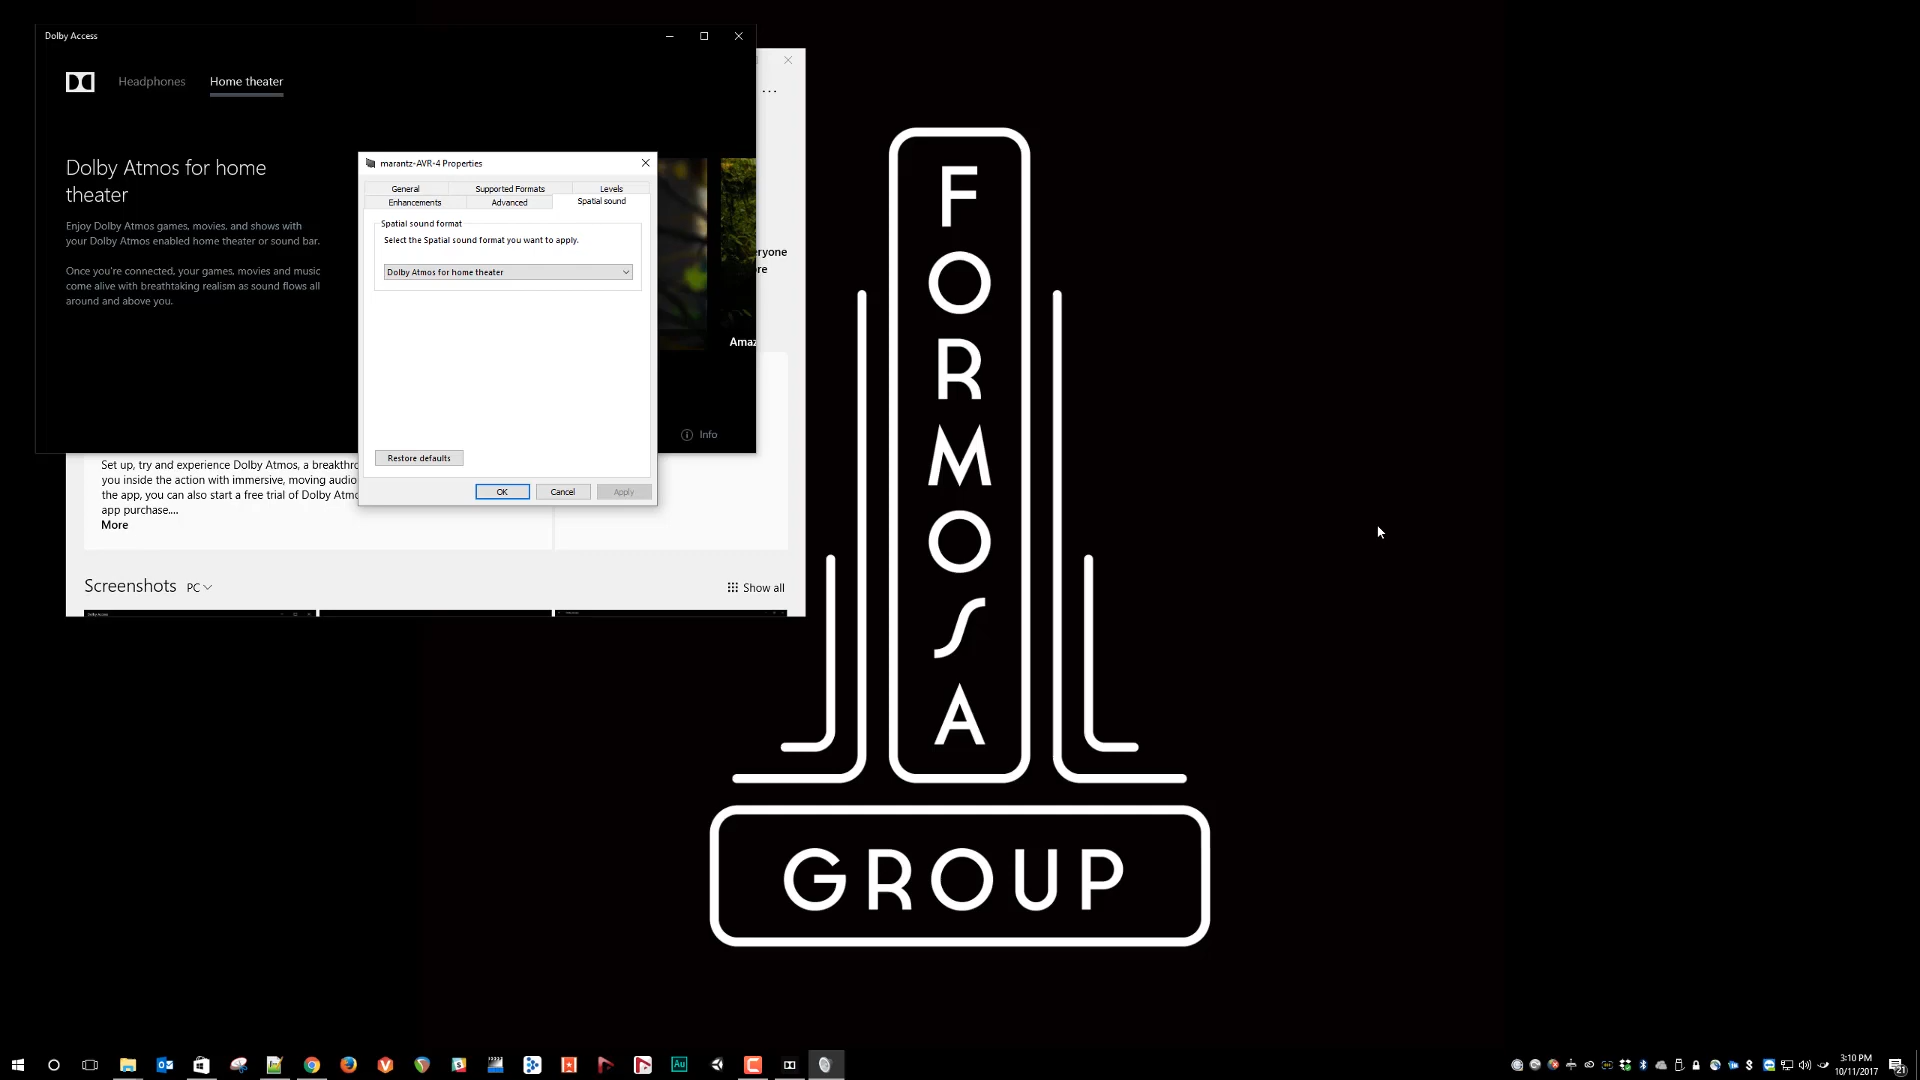 Dolby Access
Headphones
Home theater
Dolby Atmos for home
theater
Enjoy Dolby Atmos games, movies, and shows with
your Dolby Atmos enabled home theater or sound bar.
Once you're connected, your games, movies and music
come alive with breathtaking realism as sound flows all
around and above you.
marantz-AVR-4 Properties
General
Supported Formats
Levels
Enhancements
Advanced
Spatial sound
Spatial sound format
Select the Spatial sound format you want to apply.
Dolby Atmos for home theater
Restore defaults
OK
Cancel
Apply
...
eryone
re
Amaz
Info
Set up, try and experience Dolby Atmos, a breakthro
you inside the action with immersive, moving audio
the app, you can also start a free trial of Dolby Atmo
app purchase....
More
Screenshots PC
Show all
FORMOSA
GROUP
Au
3:10 PM
10/11/2017
21